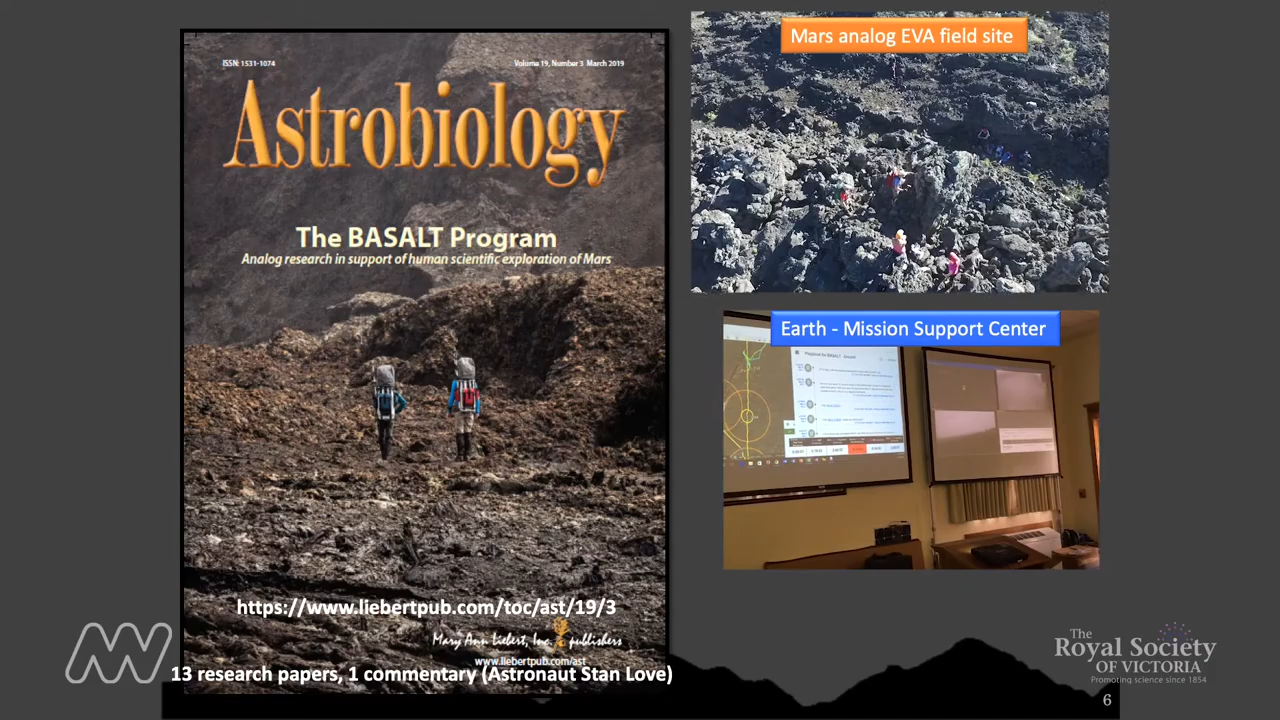 ISSN: 1531-1074
Volume 19, Number 3 March 2019
Astrobiology
The BASALT Program
Analog research in support of human scientific exploration of Mars
https://www.liebertpub.com/toc/ast/19/3
Mary Ann Liebert, Inc. publishers
www.liebertpub.com/ast
13 research papers, 1 commentary (Astronaut Stan Love)
Mars analog EVA field site
Earth - Mission Support Center
Playbook for BASALT
The
Royal Society
OF VICTORIA
Promoting science since 1854
6